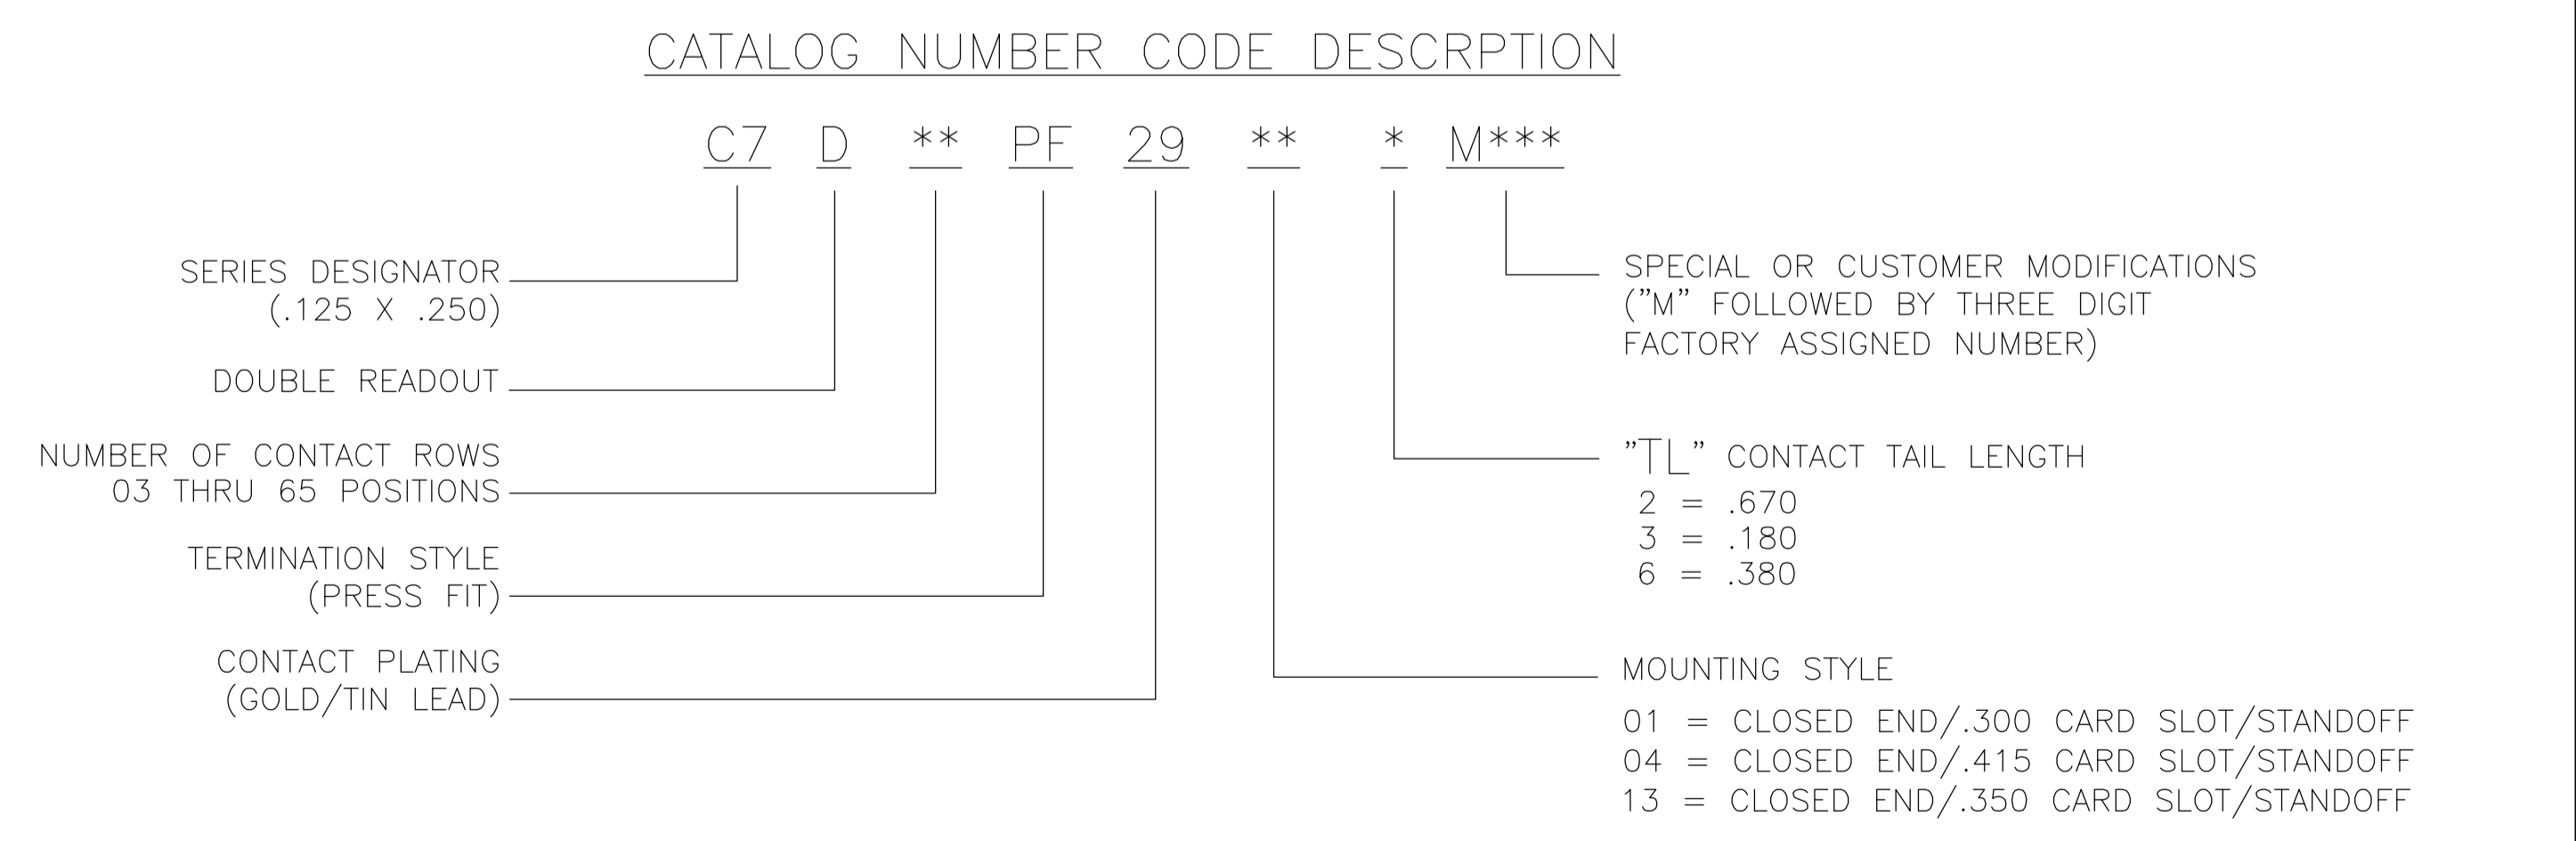 CATALOG NUMBER CODE DESCRPTION
C7 D ** PF 29 ** * M***
SERIES DESIGNATOR
(.125 X .250)
DOUBLE READOUT
NUMBER OF CONTACT ROWS
03 THRU 65 POSITIONS
TERMINATION STYLE
(PRESS FIT)
CONTACT PLATING
(GOLD/TIN LEAD)
SPECIAL OR CUSTOMER MODIFICATIONS
("M" FOLLOWED BY THREE DIGIT
FACTORY ASSIGNED NUMBER)
"TL" CONTACT TAIL LENGTH
2 = .670
3 = .180
6 = .380
MOUNTING STYLE
01 = CLOSED END/.300 CARD SLOT/STANDOFF
04 = CLOSED END/.415 CARD SLOT/STANDOFF
13 = CLOSED END/.350 CARD SLOT/STANDOFF